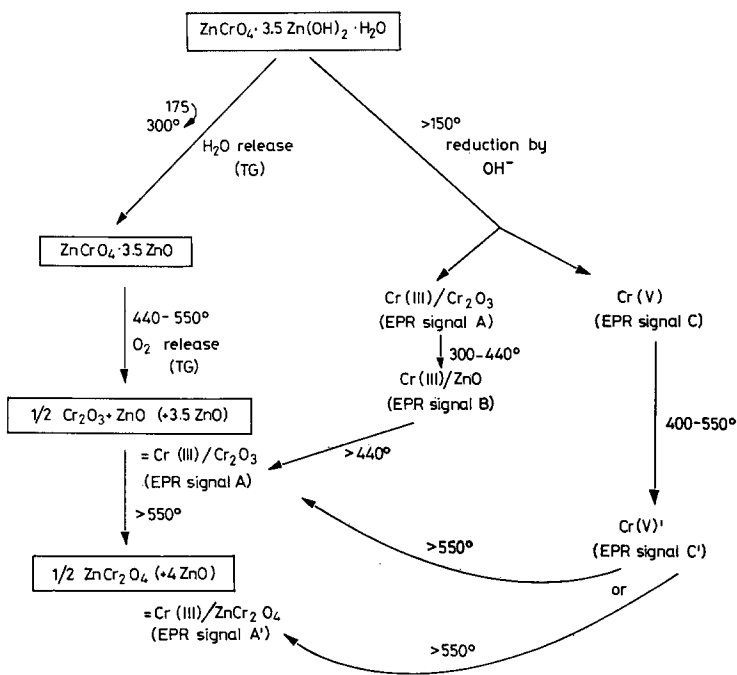 ZnCrO₄· 3.5 Zn(OH)₂ ·H₂O
175
300°
H₂O release
(TG)
>150°
reduction by
OH⁻
ZnCrO₄·3.5 ZnO
440-550°
O₂ release
(TG)
Cr(III)/Cr₂O₃
(EPR signal A)
300-440°
Cr(III)/ZnO
(EPR signal B)
Cr(V)
(EPR signal C)
400-550°
1/2 Cr₂O₃+ ZnO (+3.5 ZnO)
= Cr(III)/Cr₂O₃
(EPR signal A)
>440°
>550°
Cr(V)'
(EPR signal C')
or
>550°
1/2 ZnCr₂O₄ (+4 ZnO)
=Cr(III)/ZnCr₂O₄
(EPR signal A')
>550°